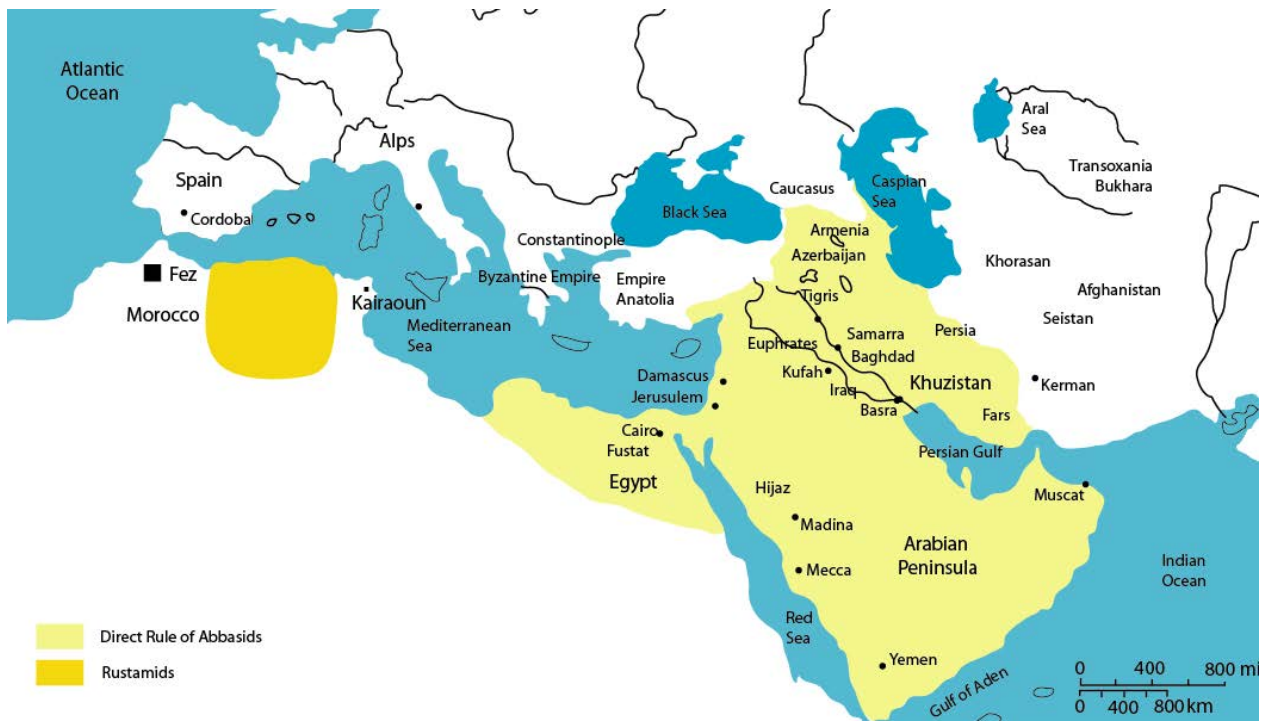 Atlantic
Ocean
Alps
Spain
Cordoba
Fez
Morocco
Kairaoun
Mediterranean
Sea
Constantinople
Byzantine Empire
Empire
Anatolia
Black Sea
Caucasus
Caspian
Sea
Aral
Sea
Transoxania
Bukhara
Armenia
Azerbaijan
Tigris
Khorasan
Afghanistan
Seistan
Persia
Samarra
Baghdad
Euphrates
Kufah
Iraq
Khuzistan
Kerman
Basra
Fars
Damascus
Jerusulem
Cairo
Fustat
Egypt
Persian Gulf
Hijaz
Muscat
Madina
Arabian
Peninsula
Mecca
Indian
Ocean
Red
Sea
Yemen
Gulf of Aden
Direct Rule of Abbasids
Rustamids
0 400 800 mi
0 400 800 km